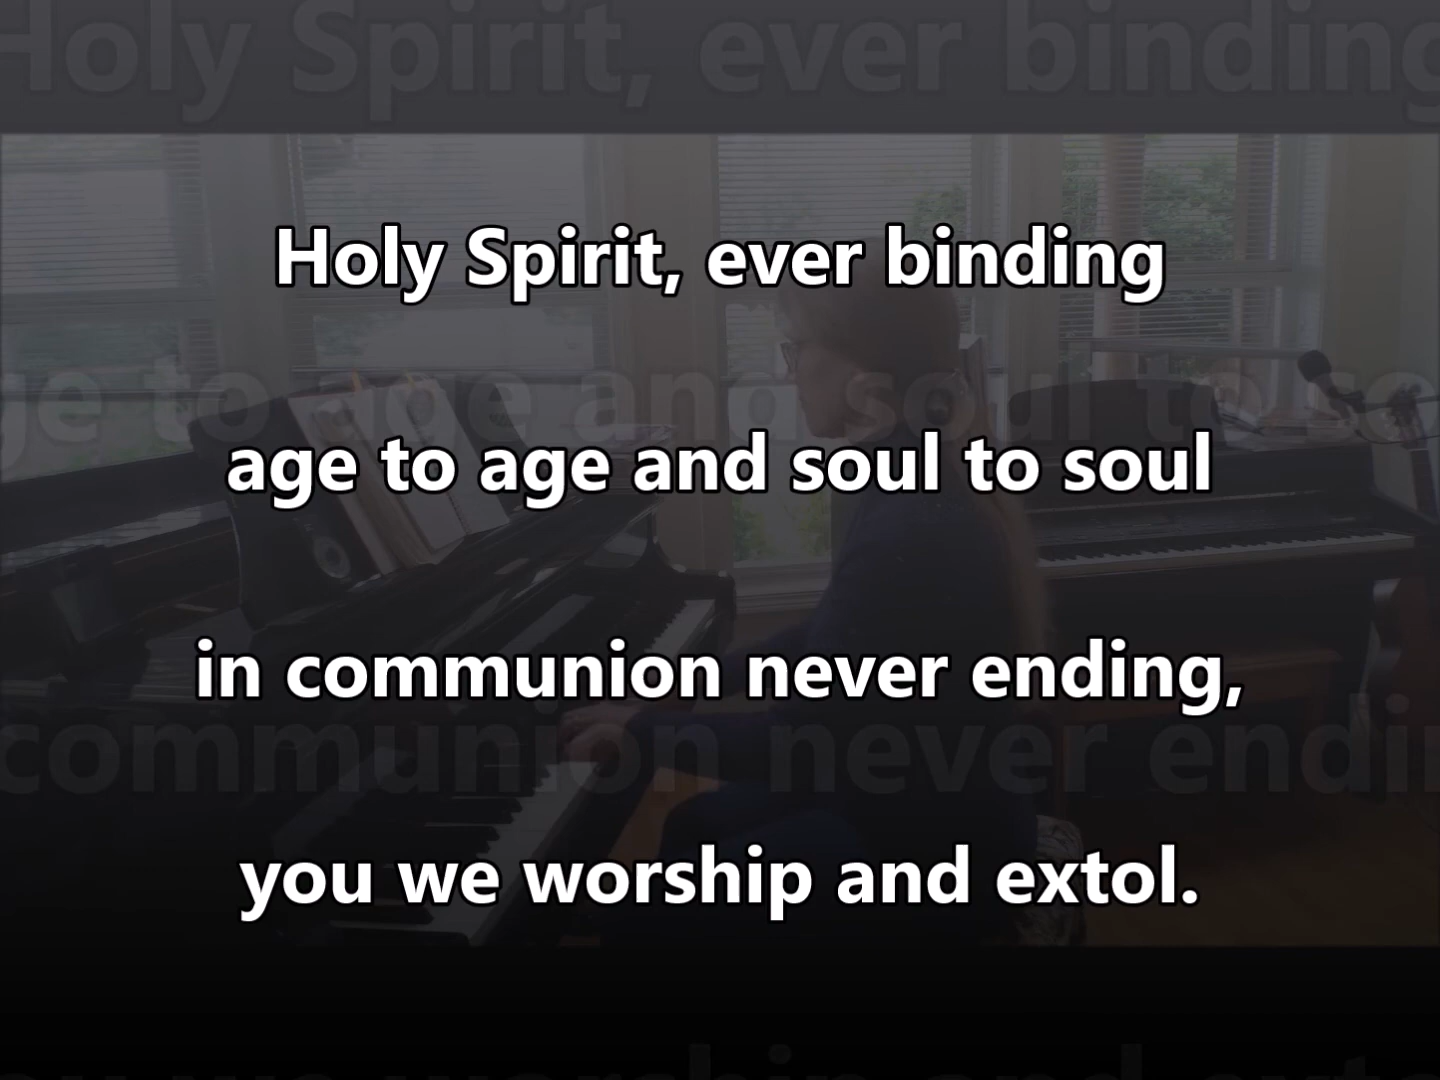 Holy Spirit, ever binding
age to age and soul to soul
in communion never ending,
you we worship and extol.